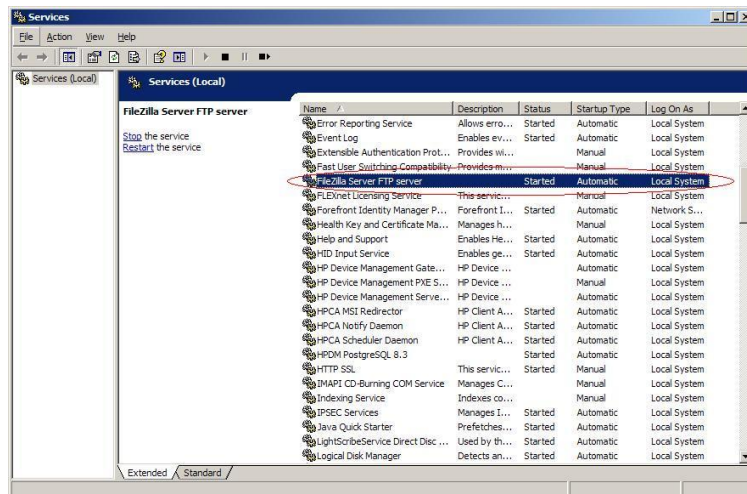 Services
File Action View Help
Services (Local)
Services (Local)
FileZilla Server FTP server
Stop the service
Restart the service
Name Description Status Startup Type Log On As
Error Reporting Service Allows erro... Started Automatic Local System
Event Log Enables ev... Started Automatic Local System
Extensible Authentication Prot... Provides wi... Manual Local System
Fast User Switching Compatibility Provides m... Manual Local System
FileZilla Server FTP server Started Automatic Local System
FLEXnet Licensing Service This servic... Manual Local System
Forefront Identity Manager P... Forefront I... Started Automatic Network S...
Health Key and Certificate Ma... Manages h... Manual Local System
Help and Support Enables He... Started Automatic Local System
HID Input Service Enables ge... Started Automatic Local System
HP Device Management Gate... HP Device ... Automatic Local System
HP Device Management PXE S... HP Device ... Manual Local System
HP Device Management Serve... HP Device ... Automatic Local System
HPCA MSI Redirector HP Client A... Started Automatic Local System
HPCA Notify Daemon HP Client A... Started Automatic Local System
HPCA Scheduler Daemon HP Client A... Started Automatic Local System
HPDM PostgreSQL 8.3 Started Automatic Local System
HTTP SSL This servic... Started Manual Local System
IMAPI CD-Burning COM Service Manages C... Manual Local System
Indexing Service Indexes co... Manual Local System
IPSEC Services Manages I... Started Automatic Local System
Java Quick Starter Prefetches... Started Automatic Local System
LightScribeService Direct Disc ... Used by th... Started Automatic Local System
Logical Disk Manager Detects an... Started Automatic Local System
Extended Standard